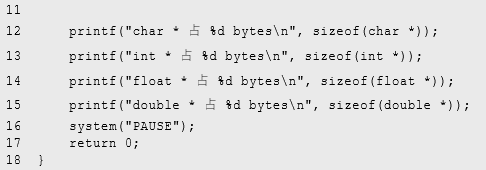 11
12 printf("char * 占 %d bytes\n", sizeof(char *));
13 printf("int * 占 %d bytes\n", sizeof(int *));
14 printf("float * 占 %d bytes\n", sizeof(float *));
15 printf("double * 占 %d bytes\n", sizeof(double *));
16 system("PAUSE");
17 return 0;
18 }